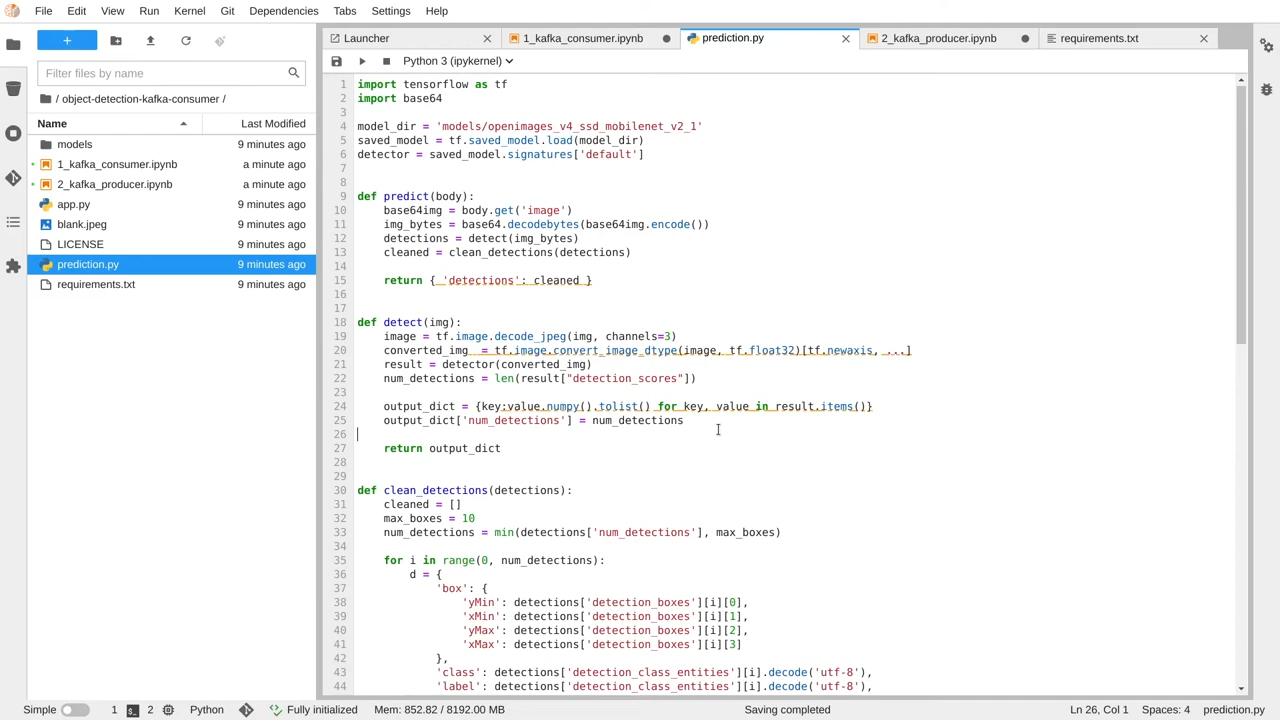 File Edit View Run Kernel Git Dependencies Tabs Settings Help
+
Filter files by name
/ object-detection-kafka-consumer /
Name Last Modified
models 9 minutes ago
1_kafka_consumer.ipynb a minute ago
2_kafka_producer.ipynb a minute ago
app.py 9 minutes ago
blank.jpeg 9 minutes ago
LICENSE 9 minutes ago
prediction.py 9 minutes ago
requirements.txt 9 minutes ago
Launcher 1_kafka_consumer.ipynb prediction.py 2_kafka_producer.ipynb requirements.txt
Python 3 (ipykernel)
1 import tensorflow as tf
2 import base64
3
4 model_dir = 'models/openimages_v4_ssd_mobilenet_v2_1'
5 saved_model = tf.saved_model.load(model_dir)
6 detector = saved_model.signatures['default']
7
8
9 def predict(body):
10 base64img = body.get('image')
11 img_bytes = base64.decodebytes(base64img.encode())
12 detections = detect(img_bytes)
13 cleaned = clean_detections(detections)
14
15 return { 'detections': cleaned }
16
17
18 def detect(img):
19 image = tf.image.decode_jpeg(img, channels=3)
20 converted_img  = tf.image.convert_image_dtype(image, tf.float32)[tf.newaxis, ...]
21 result = detector(converted_img)
22 num_detections = len(result["detection_scores"])
23
24 output_dict = {key:value.numpy().tolist() for key, value in result.items()}
25 output_dict['num_detections'] = num_detections
26
27 return output_dict
28
29
30 def clean_detections(detections):
31 cleaned = []
32 max_boxes = 10
33 num_detections = min(detections['num_detections'], max_boxes)
34
35 for i in range(0, num_detections):
36 d = {
37 'box': {
38 'yMin': detections['detection_boxes'][i][0],
39 'xMin': detections['detection_boxes'][i][1],
40 'yMax': detections['detection_boxes'][i][2],
41 'xMax': detections['detection_boxes'][i][3]
42 },
43 'class': detections['detection_class_entities'][i].decode('utf-8'),
44 'label': detections['detection_class_entities'][i].decode('utf-8'),
Simple 1 2 Python Fully initialized Mem: 852.82 / 8192.00 MB Saving completed Ln 26, Col 1 Spaces: 4 prediction.py